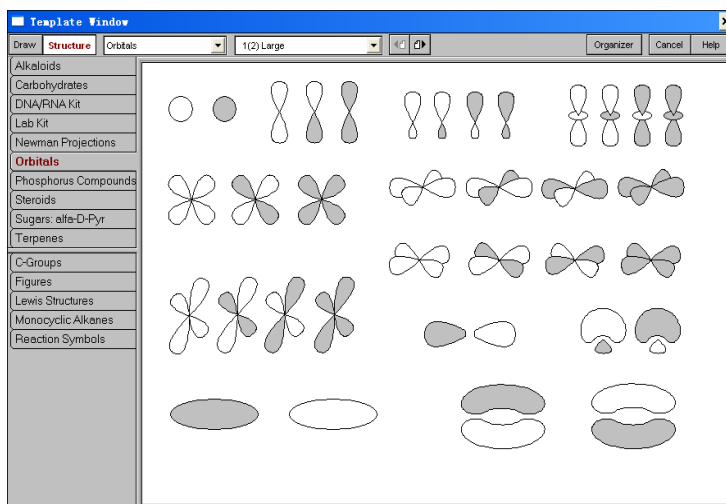 Template Window
Draw Structure Orbitals 1(2) Large Organizer Cancel Help
Alkaloids
Carbohydrates
DNA/RNA Kit
Lab Kit
Newman Projections
Orbitals
Phosphorus Compounds
Steroids
Sugars: alfa-D-Pyr
Terpenes
C-Groups
Figures
Lewis Structures
Monocyclic Alkanes
Reaction Symbols